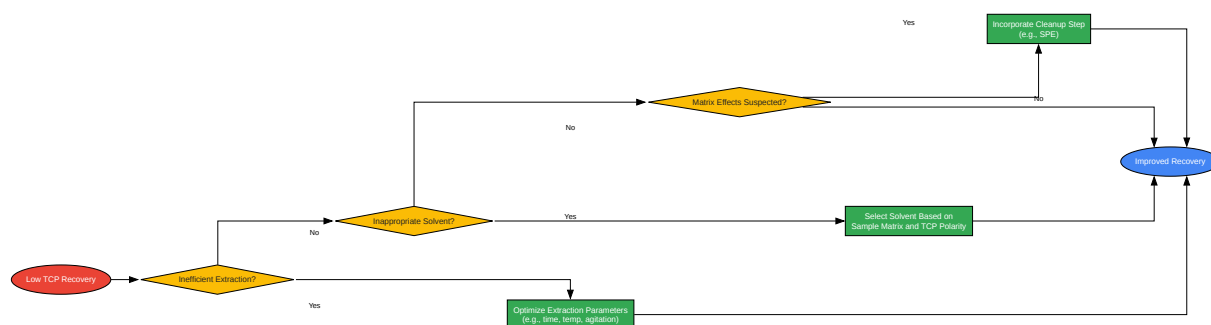 Yes
Incorporate Cleanup Step
(e.g., SPE)
Matrix Effects Suspected?
No
No
Improved Recovery
Inappropriate Solvent?
Yes
Select Solvent Based on
Sample Matrix and TCP Polarity
No
Low TCP Recovery
Inefficient Extraction?
Yes
Optimize Extraction Parameters
(e.g., time, temp, agitation)